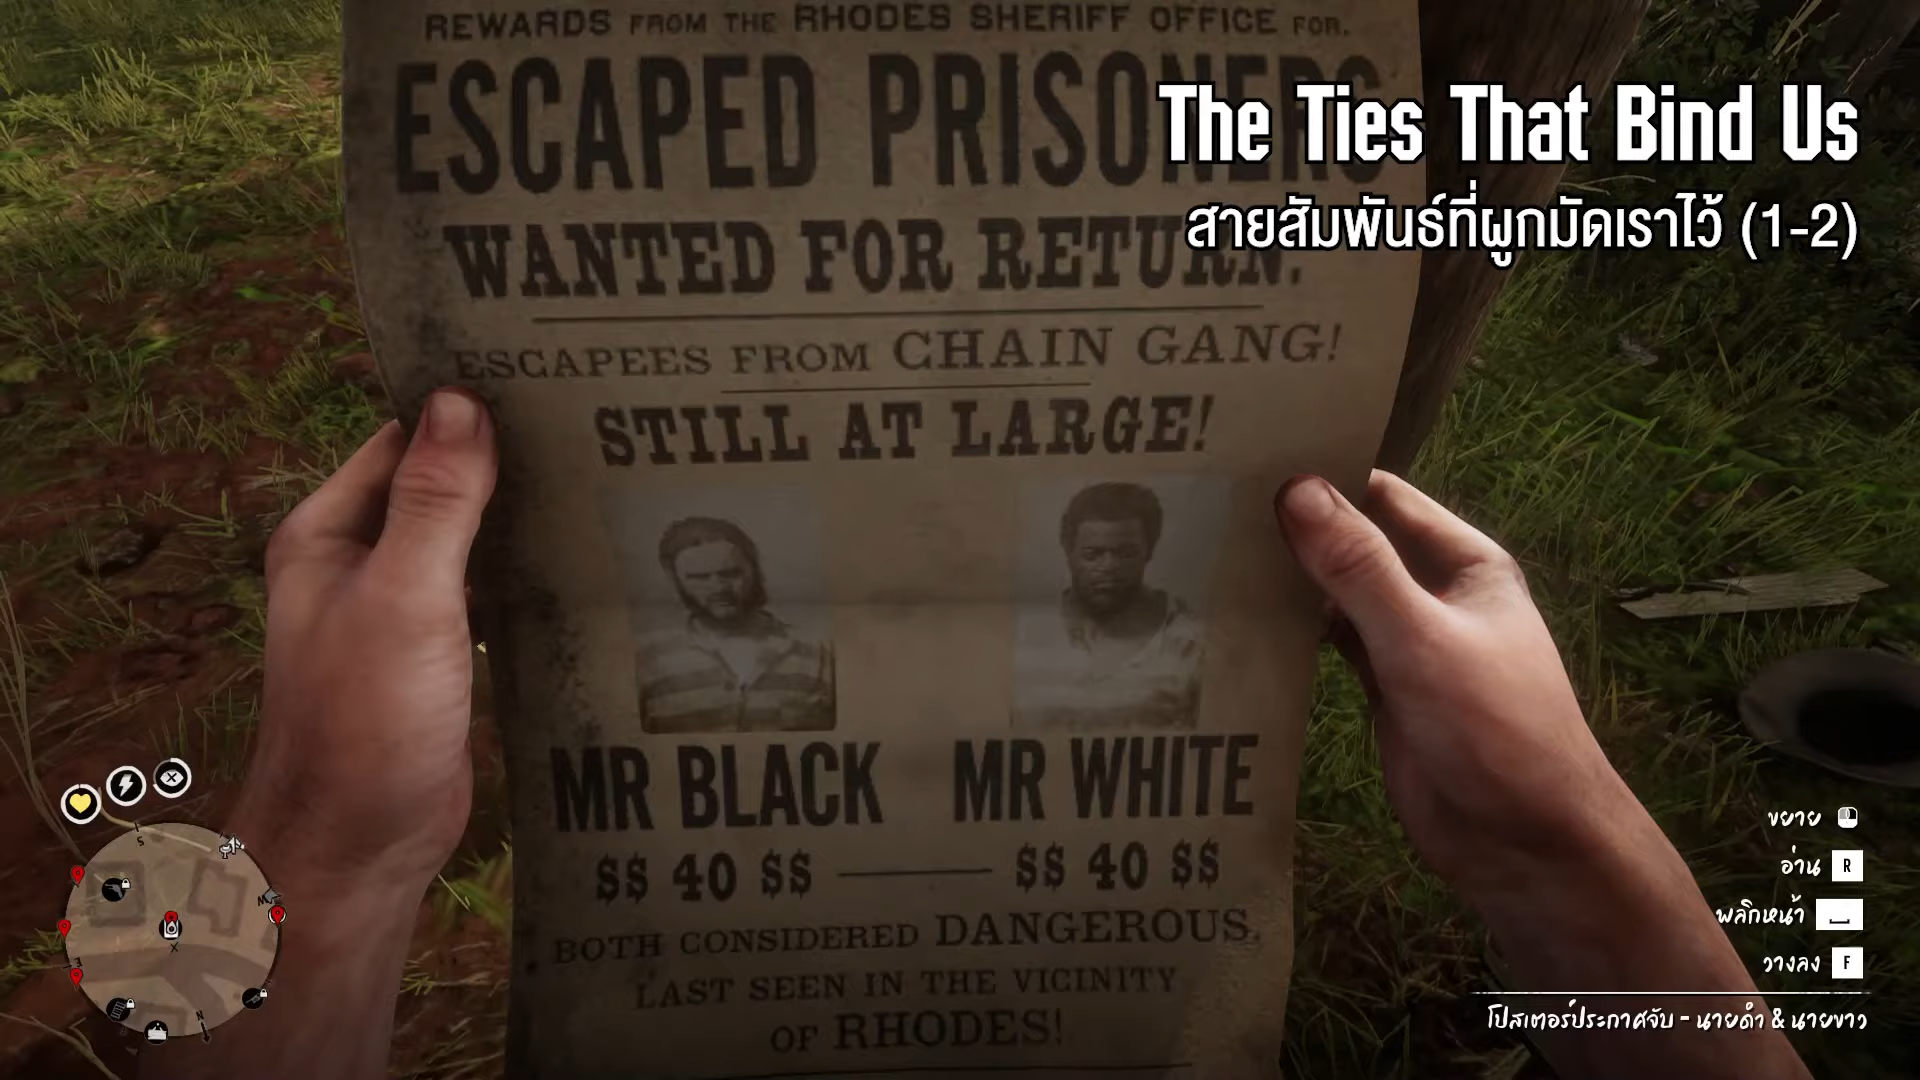 REWARDS FROM THE RHODES SHERIFF OFFICE FOR.
ESCAPED PRISONERS
The Ties That Bind Us
สายสัมพันธ์ที่ผูกมัดเราไว้ (1-2)
WANTED FOR RETURN.
ESCAPEES FROM CHAIN GANG!
STILL AT LARGE!
MR BLACK MR WHITE
$$ 40 $$ $$ 40 $$
BOTH CONSIDERED DANGEROUS.
LAST SEEN IN THE VICINITY
OF RHODES!
ขยาย
อ่าน R
พลิกหน้า
วางลง F
โปสเตอร์ประกาศจับ - นายดำ & นายขาว
S
W
E
N